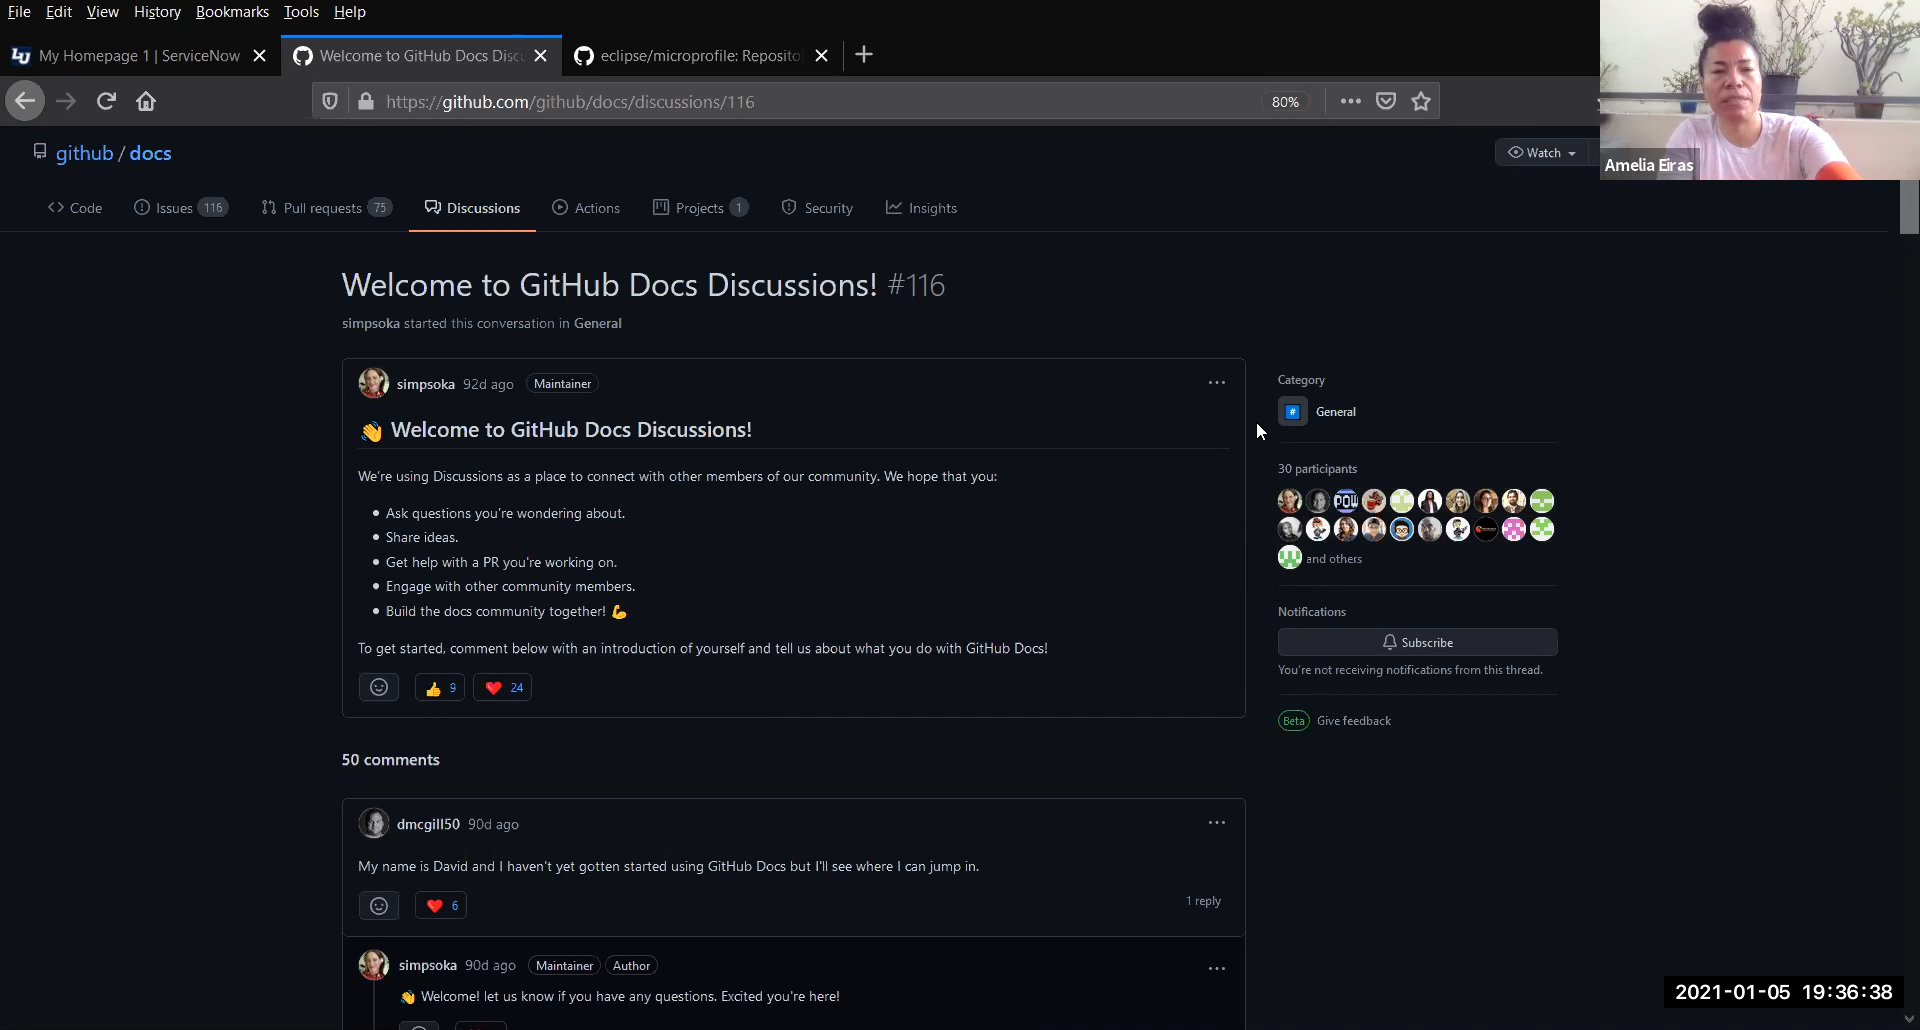 File Edit View History Bookmarks Tools Help
My Homepage 1 | ServiceNow
Welcome to GitHub Docs Disc
eclipse/microprofile: Reposito
https://github.com/github/docs/discussions/116
80%
github / docs
Watch
Amelia Eiras
Code
Issues 116
Pull requests 75
Discussions
Actions
Projects 1
Security
Insights
Welcome to GitHub Docs Discussions! #116
simpsoka started this conversation in General
simpsoka 92d ago Maintainer
👋 Welcome to GitHub Docs Discussions!
We're using Discussions as a place to connect with other members of our community. We hope that you:
• Ask questions you're wondering about.
• Share ideas.
• Get help with a PR you're working on.
• Engage with other community members.
• Build the docs community together! 💪
To get started, comment below with an introduction of yourself and tell us about what you do with GitHub Docs!
👍 9 ❤️ 24
Category
# General
30 participants
POW
and others
Notifications
Subscribe
You're not receiving notifications from this thread.
Beta Give feedback
50 comments
dmcgill50 90d ago
My name is David and I haven't yet gotten started using GitHub Docs but I'll see where I can jump in.
❤️ 6
1 reply
simpsoka 90d ago Maintainer Author
👋 Welcome! let us know if you have any questions. Excited you're here!
2021-01-05 19:36:38